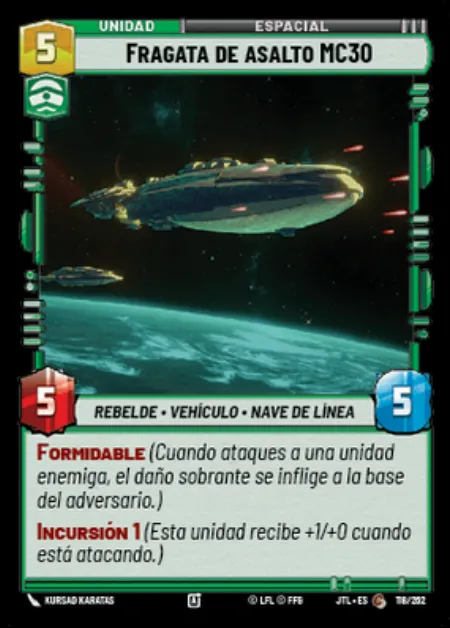 UNIDAD ESPACIAL
5 FRAGATA DE ASALTO MC30
5 REBELDE • VEHÍCULO • NAVE DE LÍNEA 5
FORMIDABLE (Cuando ataques a una unidad
enemiga, el daño sobrante se inflige a la base
del adversario.)
INCURSIÓN 1 (Esta unidad recibe +1/+0 cuando
está atacando.)
KURSAD KARATAS A © LFL © FFG JTL • ES 118/262